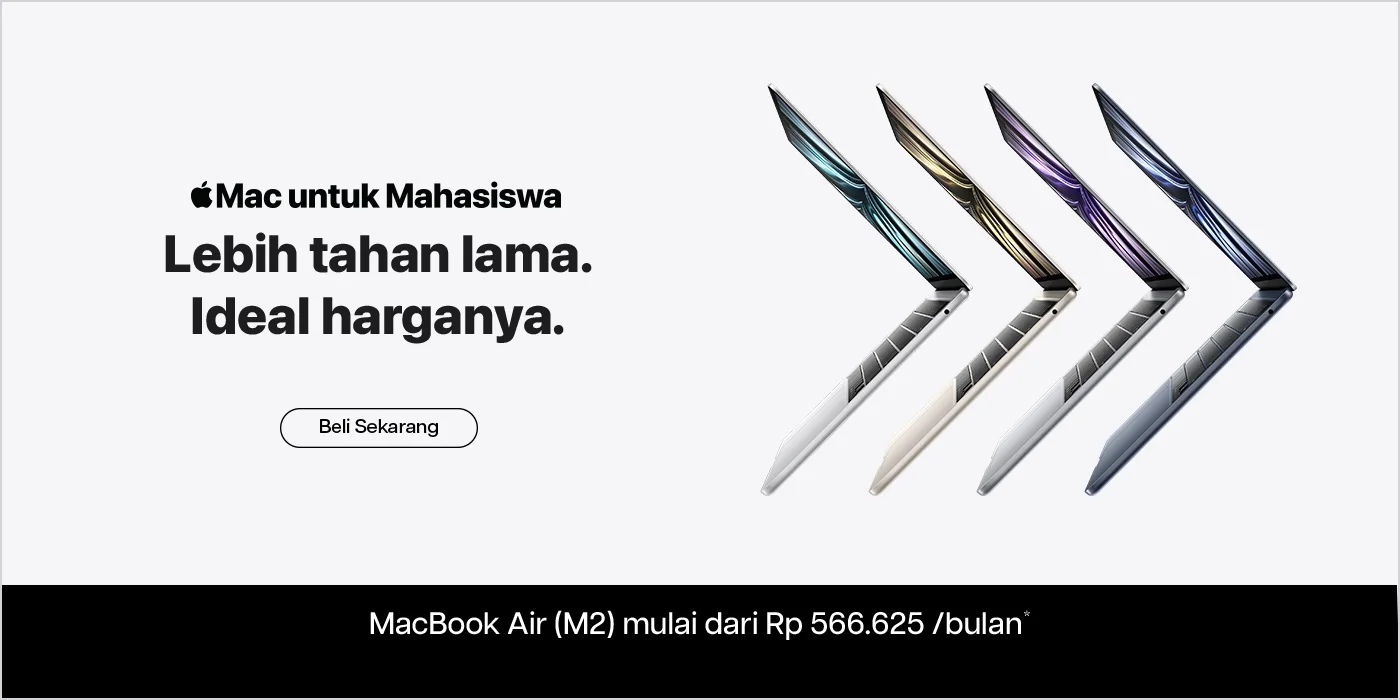 Mac untuk Mahasiswa
Lebih tahan lama.
Ideal harganya.
Beli Sekarang
MacBook Air (M2) mulai dari Rp 566.625 /bulan*